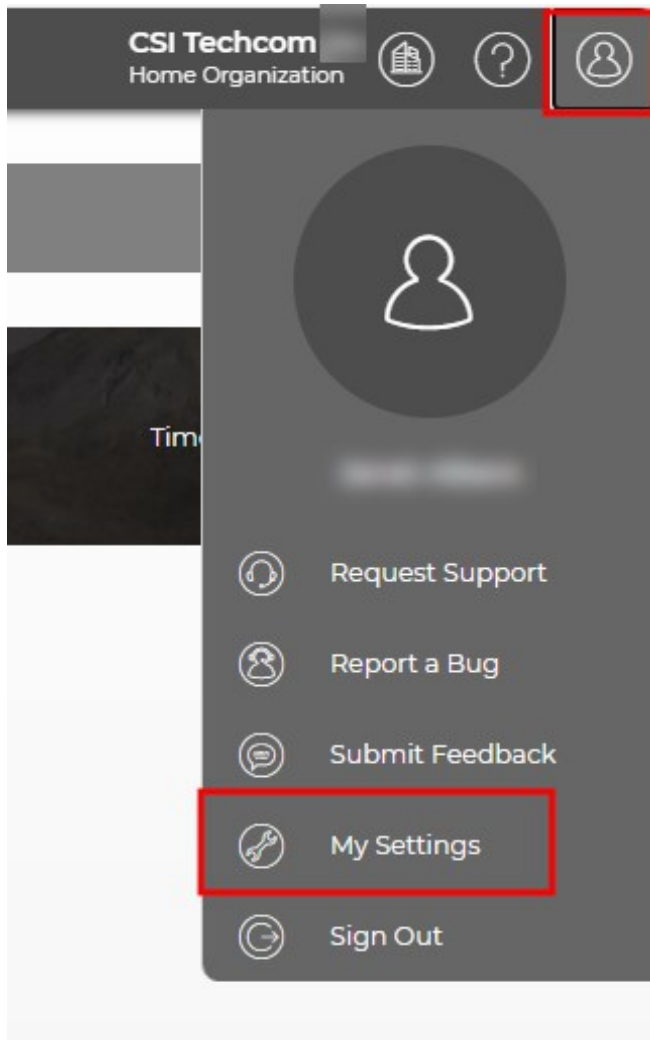 CSI Techcom
Home Organization
Request Support
Report a Bug
Submit Feedback
My Settings
Sign Out